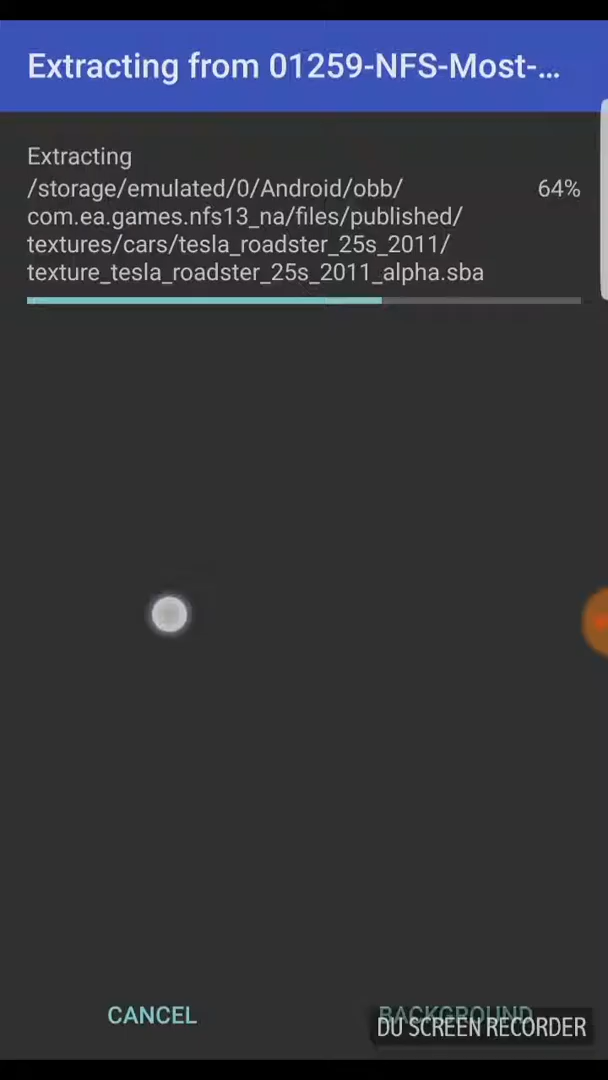 Extracting from 01259-NFS-Most-...
Extracting
/storage/emulated/0/Android/obb/ 64%
com.ea.games.nfs13_na/files/published/
textures/cars/tesla_roadster_25s_2011/
texture_tesla_roadster_25s_2011_alpha.sba
CANCEL BACKGROUND
DU SCREEN RECORDER